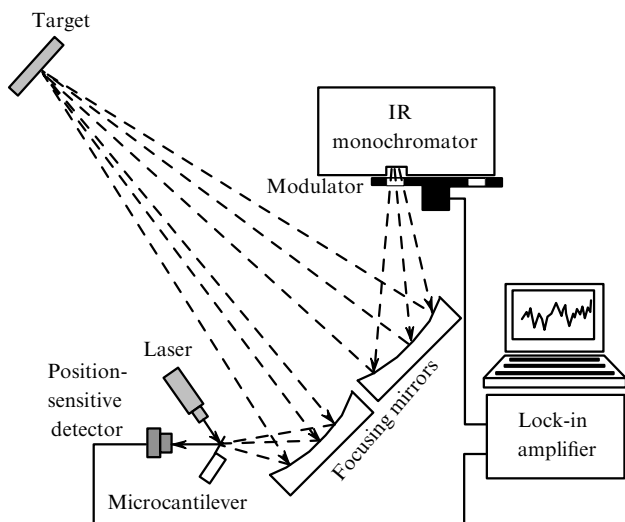 Target
IR
monochromator
Modulator
Laser
Position-
sensitive
detector
Focusing mirrors
Lock-in
amplifier
Microcantilever